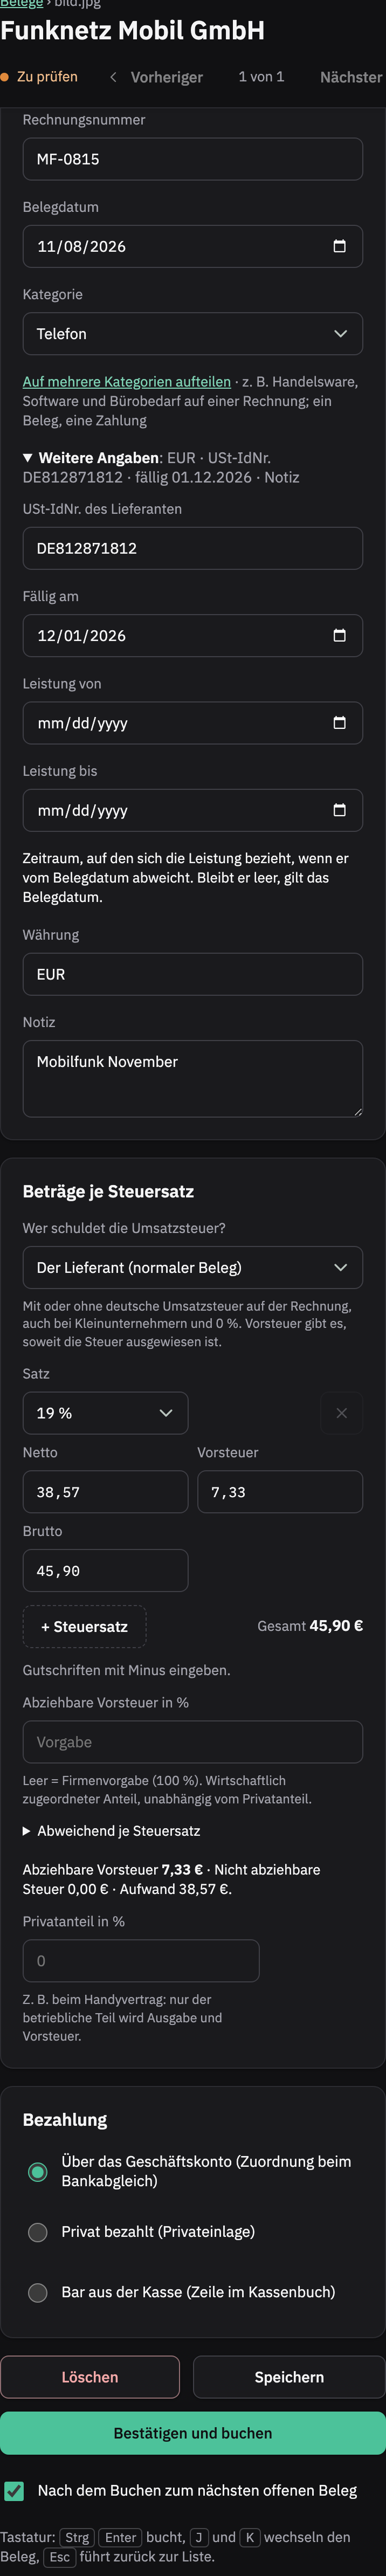 Belege › bild.jpg
Funknetz Mobil GmbH
Zu prüfen
Vorheriger
1 von 1
Nächster
Rechnungsnummer
MF-0815
Belegdatum
11/08/2026
Kategorie
Telefon
Auf mehrere Kategorien aufteilen · z. B. Handelsware,
Software und Bürobedarf auf einer Rechnung; ein
Beleg, eine Zahlung
▼ Weitere Angaben: EUR · USt-IdNr.
DE812871812 · fällig 01.12.2026 · Notiz
USt-IdNr. des Lieferanten
DE812871812
Fällig am
12/01/2026
Leistung von
mm/dd/yyyy
Leistung bis
mm/dd/yyyy
Zeitraum, auf den sich die Leistung bezieht, wenn er
vom Belegdatum abweicht. Bleibt er leer, gilt das
Belegdatum.
Währung
EUR
Notiz
Mobilfunk November
Beträge je Steuersatz
Wer schuldet die Umsatzsteuer?
Der Lieferant (normaler Beleg)
Mit oder ohne deutsche Umsatzsteuer auf der Rechnung,
auch bei Kleinunternehmern und 0 %. Vorsteuer gibt es,
soweit die Steuer ausgewiesen ist.
Satz
19 %
Netto
Vorsteuer
38,57
7,33
Brutto
45,90
+ Steuersatz
Gesamt 45,90 €
Gutschriften mit Minus eingeben.
Abziehbare Vorsteuer in %
Vorgabe
Leer = Firmenvorgabe (100 %). Wirtschaftlich
zugeordneter Anteil, unabhängig vom Privatanteil.
▶ Abweichend je Steuersatz
Abziehbare Vorsteuer 7,33 € · Nicht abziehbare
Steuer 0,00 € · Aufwand 38,57 €.
Privatanteil in %
0
Z. B. beim Handyvertrag: nur der
betriebliche Teil wird Ausgabe und
Vorsteuer.
Bezahlung
Über das Geschäftskonto (Zuordnung beim
Bankabgleich)
Privat bezahlt (Privateinlage)
Bar aus der Kasse (Zeile im Kassenbuch)
Löschen
Speichern
Bestätigen und buchen
Nach dem Buchen zum nächsten offenen Beleg
Tastatur: Strg Enter bucht, J und K wechseln den
Beleg, Esc führt zurück zur Liste.